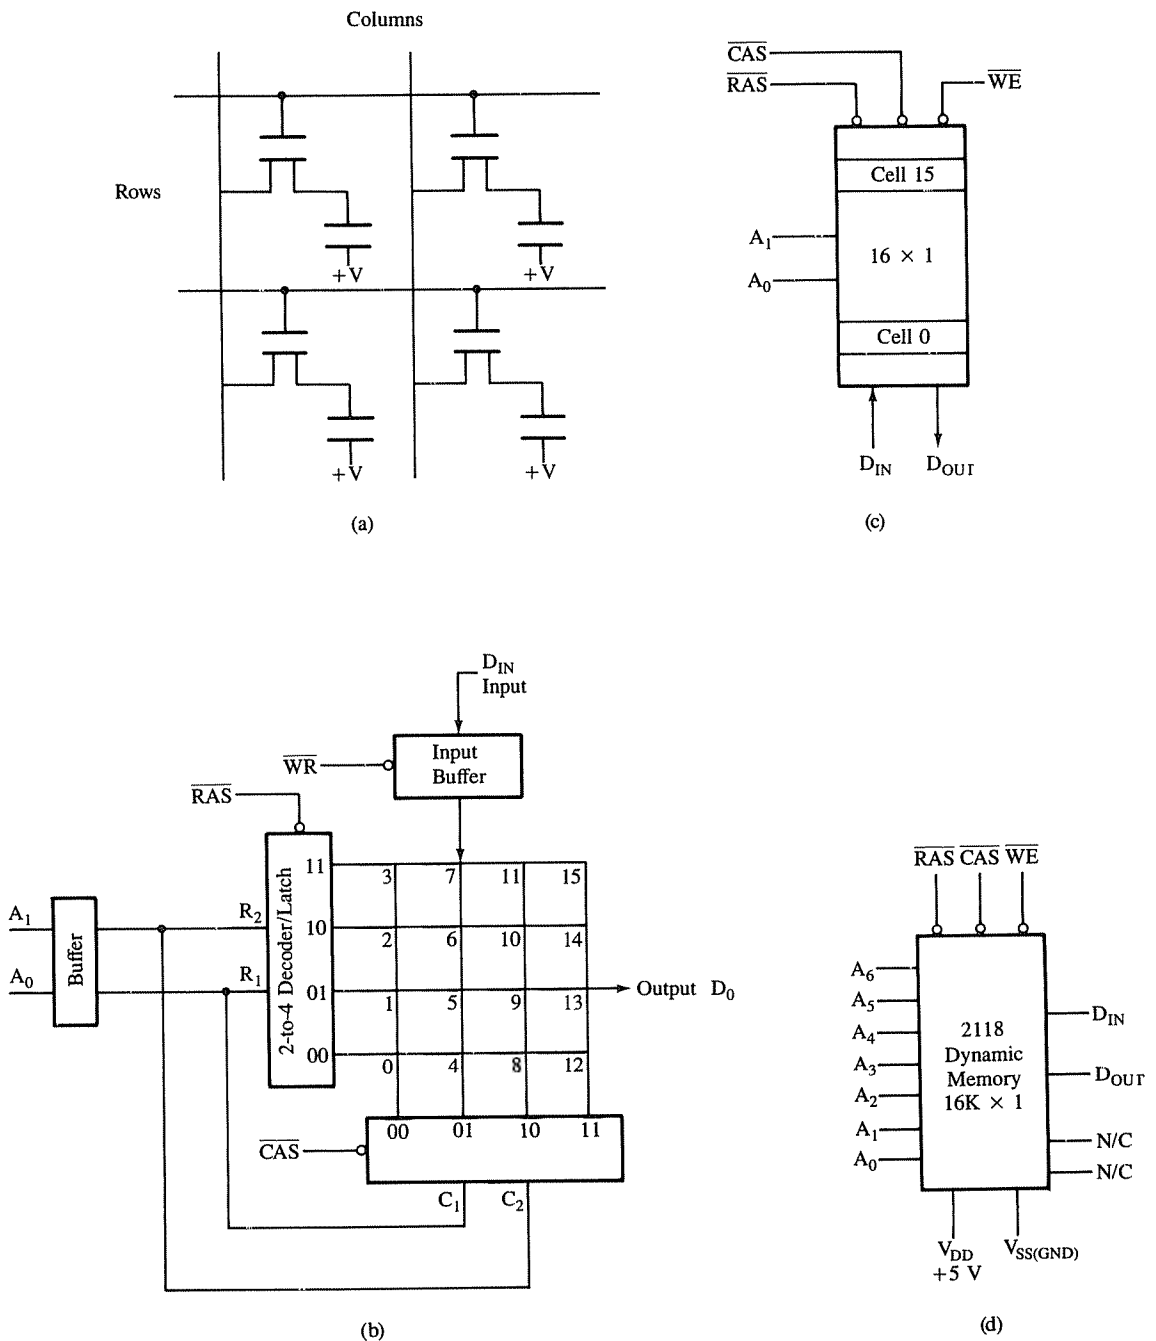 Columns
Rows
+V
+V
+V
+V
(a)
CAS
RAS
WE
Cell 15
A1
16 × 1
A0
Cell 0
DIN
DOUT
(c)
DIN
Input
WR
Input
Buffer
RAS
A1
A0
Buffer
R2
R1
2-to-4 Decoder/Latch
11
10
01
00
3 7 11 15
2 6 10 14
1 5 9 13
0 4 8 12
Output D0
00 01 10 11
CAS
C1 C2
(b)
RAS CAS WE
A6
A5
A4
A3
A2
A1
A0
2118
Dynamic
Memory
16K × 1
DIN
DOUT
N/C
N/C
VDD
+5 V
VSS(GND)
(d)